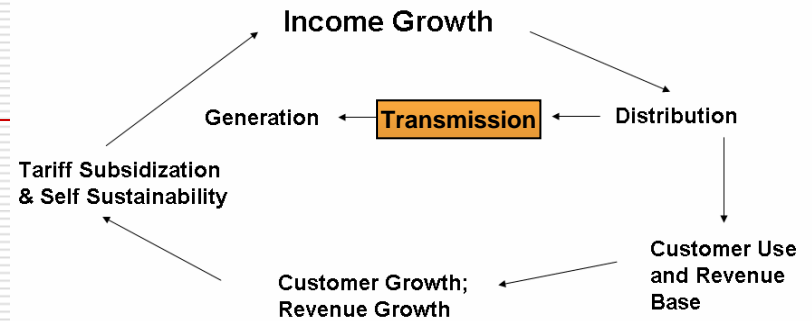 Income Growth
Generation
Transmission
Distribution
Tariff Subsidization
& Self Sustainability
Customer Use
and Revenue
Base
Customer Growth;
Revenue Growth